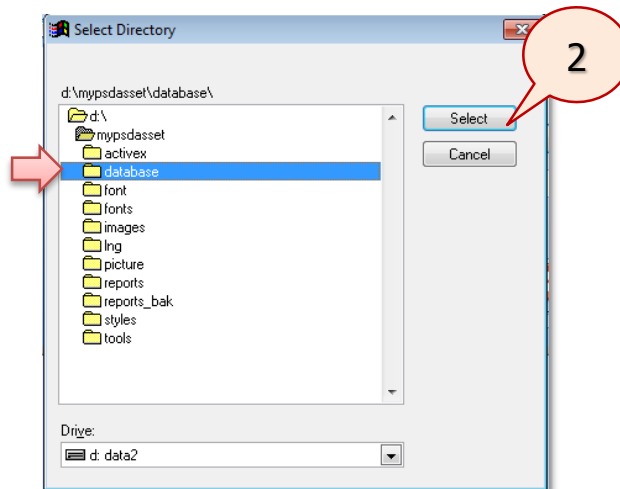 Select Directory
2
d:\mypsdasset\database\
d:\
mypsdasset
activex
database
font
fonts
images
lng
picture
reports
reports_bak
styles
tools
Select
Cancel
Drive:
d: data2